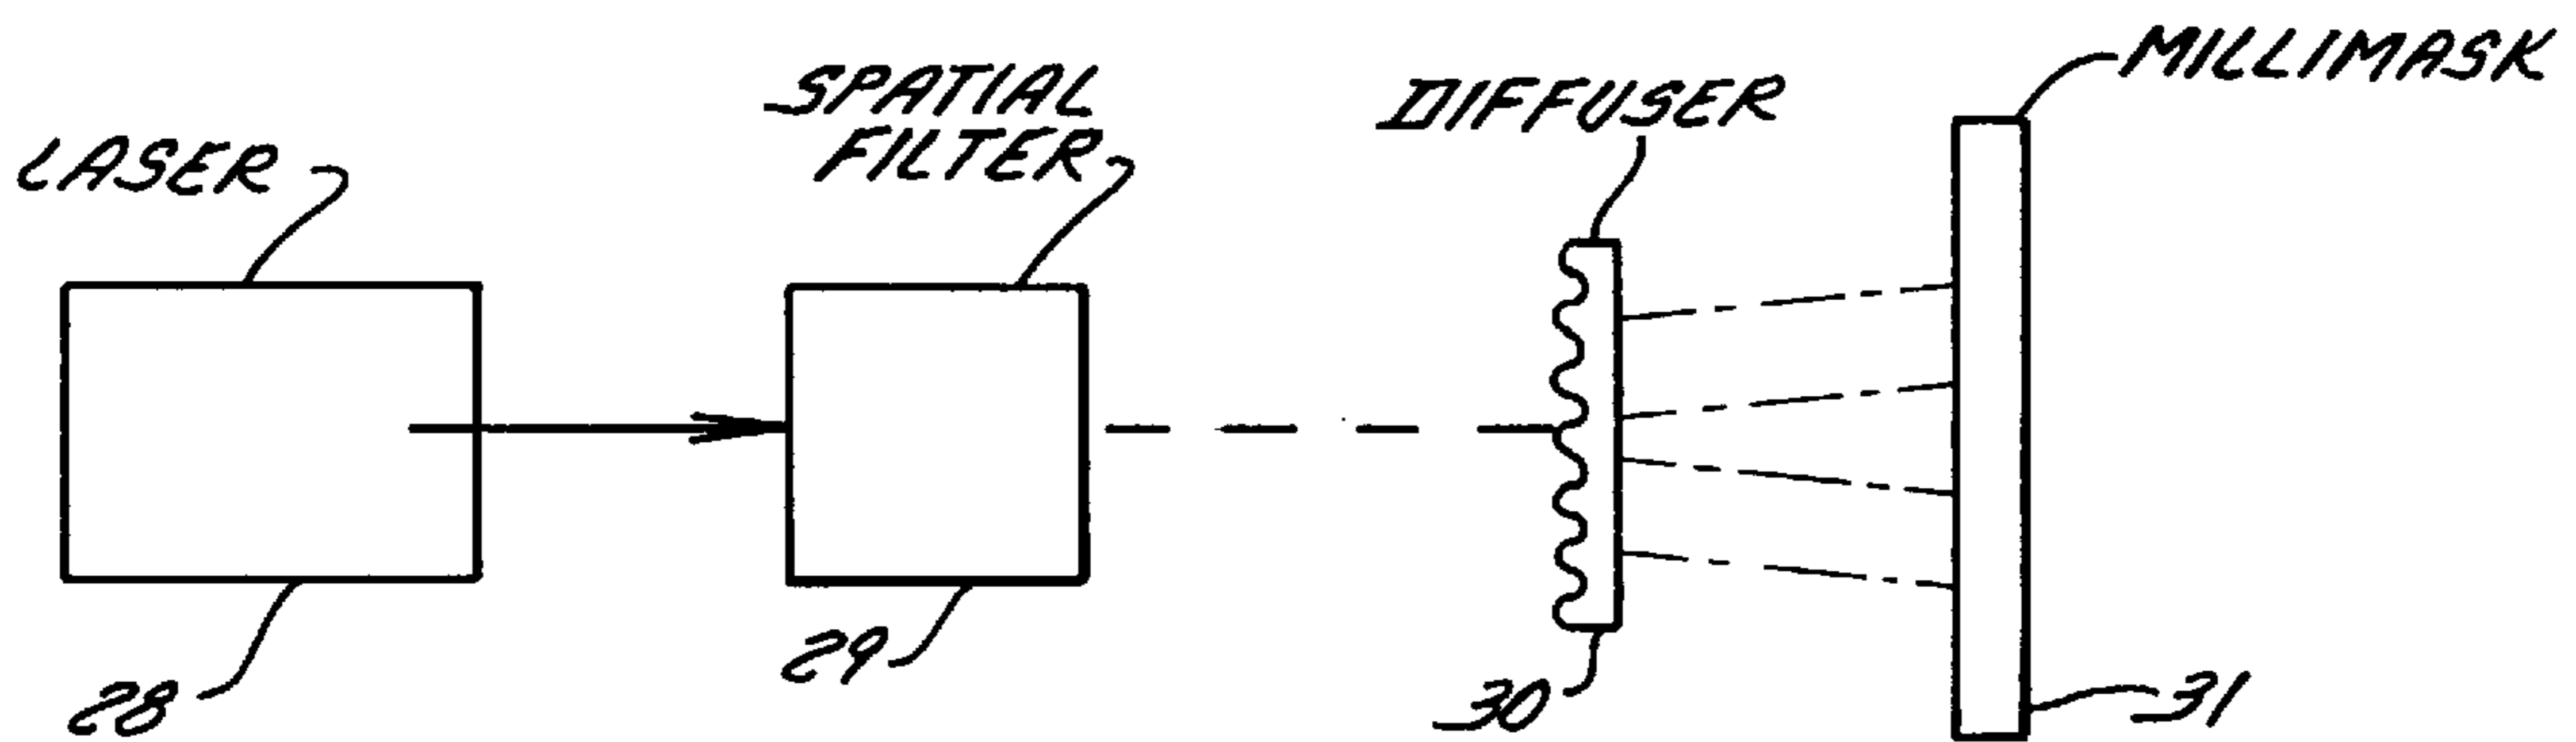 LASER
SPATIAL
FILTER
DIFFUSER
MILLIMASK
28
29
30
31